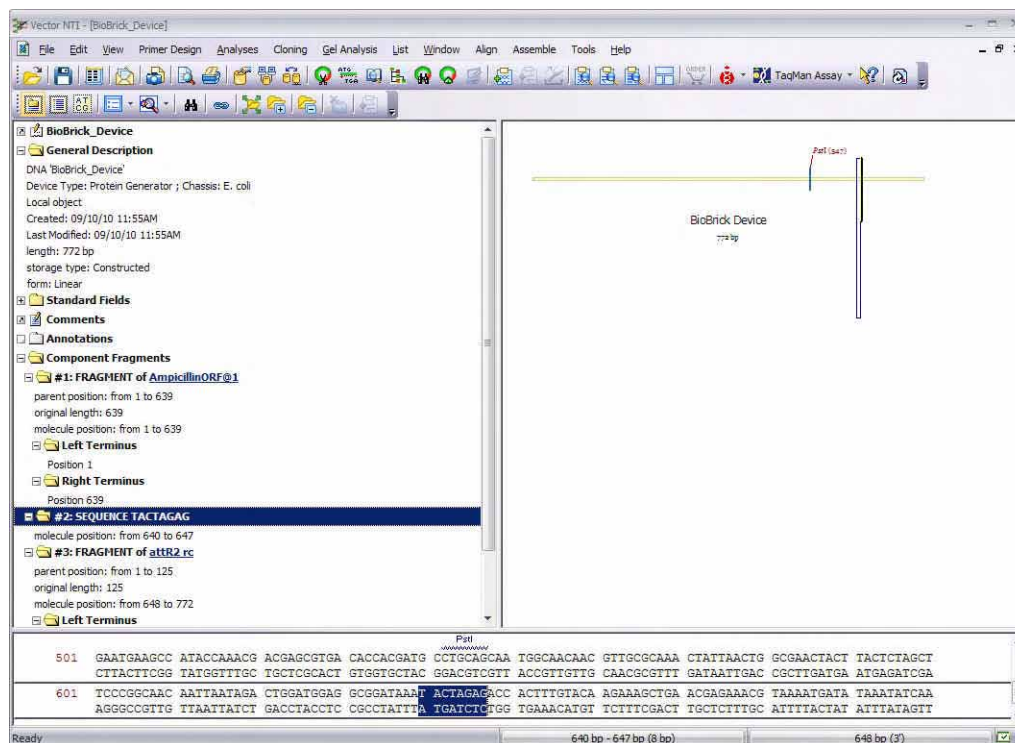 Vector NTI - [BioBrick_Device]
File Edit View Primer Design Analyses Cloning Gel Analysis List Window Align Assemble Tools Help
TaqMan Assay
BioBrick_Device
General Description
DNA 'BioBrick_Device'
Device Type: Protein Generator ; Chassis: E. coli
Local object
Created: 09/10/10 11:55AM
Last Modified: 09/10/10 11:55AM
length: 772 bp
storage type: Constructed
form: Linear
Standard Fields
Comments
Annotations
Component Fragments
#1: FRAGMENT of AmpicillinORF@1
parent position: from 1 to 639
original length: 639
molecule position: from 1 to 639
Left Terminus
Position 1
Right Terminus
Position 639
#2: SEQUENCE TACTAGAG
molecule position: from 640 to 647
#3: FRAGMENT of attR2 rc
parent position: from 1 to 125
original length: 125
molecule position: from 648 to 772
Left Terminus
PstI (547)
BioBrick Device
772 bp
PstI
501 GAATGAAGCC ATACCAAACG ACGAGCGTGA CACCACGATG CCTGCAGCAA TGGCAACAAC GTTGCGCAAA CTATTAACTG GCGAACTACT TACTCTAGCT
CTTACTTCGG TATGGTTTGC TGCTCGCACT GTGGTGCTAC GGACGTCGTT ACCGTTGTTG CAACGCGTTT GATAATTGAC CGCTTGATGA ATGAGATCGA
601 TCCCGGCAAC AATTAATAGA CTGGATGGAG GCGGATAAAT ACTAGAGACC ACTTTGTACA AGAAAGCTGA ACGAGAAACG TAAAATGATA TAAATATCAA
AGGGCCGTTG TTAATTATCT GACCTACCTC CGCCTATTTA TGATCTCTGG TGAAACATGT TCTTTCGACT TGCTCTTTGC ATTTTACTAT ATTTATAGTT
Ready 640 bp - 647 bp (8 bp) 648 bp (3')